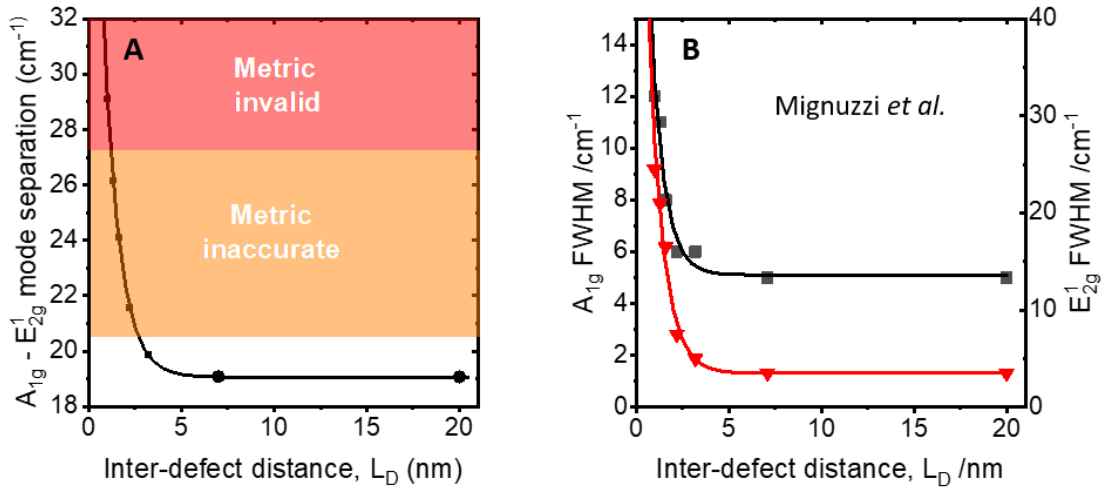 A
Metric
invalid
Metric
inaccurate
32
30
28
26
24
22
20
18
0
5
10
15
20
A₁g - E¹₂g mode separation (cm⁻¹)
Inter-defect distance, L_D (nm)
B
Mignuzzi et al.
14
12
10
8
6
4
2
0
0
5
10
15
20
40
30
20
10
0
A₁g FWHM /cm⁻¹
E¹₂g FWHM /cm⁻¹
Inter-defect distance, L_D /nm